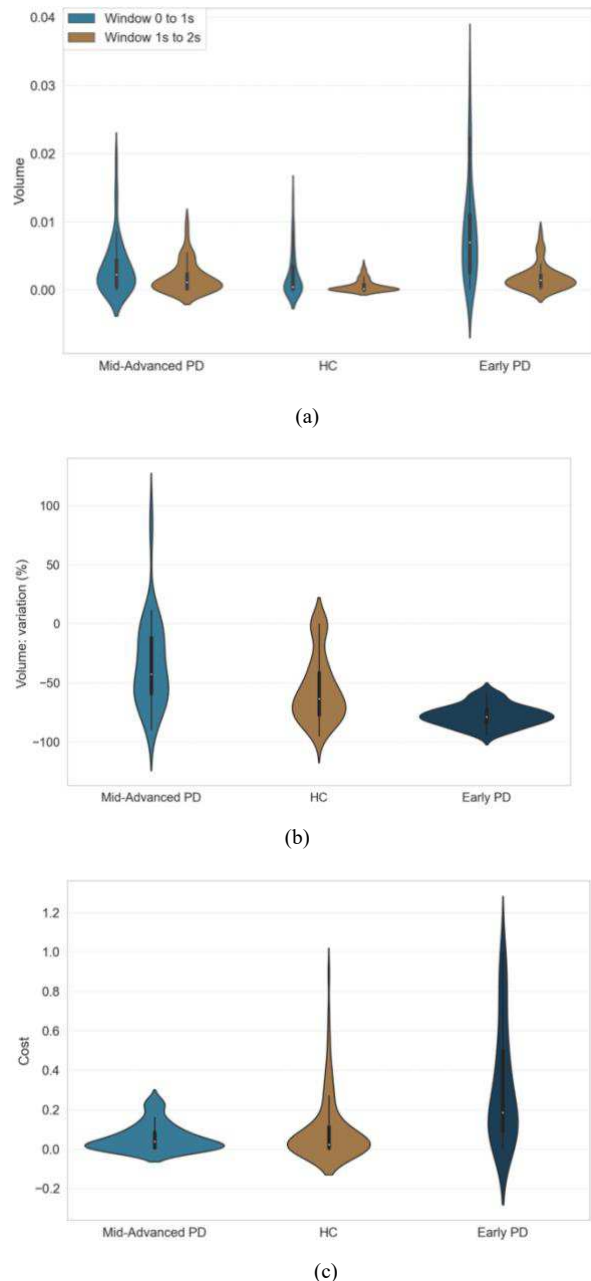 Window 0 to 1s
Window 1s to 2s
0.04
0.03
0.02
0.01
0.00
Volume
Mid-Advanced PD HC Early PD
(a)
100
50
0
−50
−100
Volume: variation (%)
Mid-Advanced PD HC Early PD
(b)
1.2
1.0
0.8
0.6
0.4
0.2
0.0
−0.2
Cost
Mid-Advanced PD HC Early PD
(c)